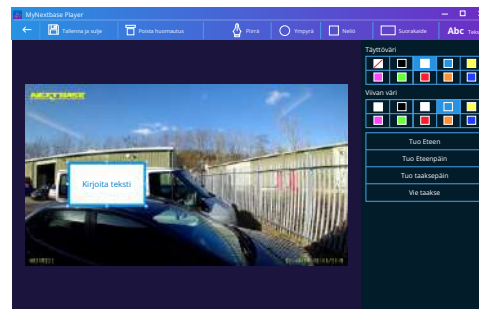 MyNextbase Player
Tallenna ja sulje
Poista huomautus
Piirrä
Ympyrä
Neliö
Suorakaide
Abc
Täyttöväri
NEXTBASE
Viivan väri
Tuo Eteen
Tuo Eteenpäin
Tuo taaksepäin
Vie taakse
Kirjoita teksti